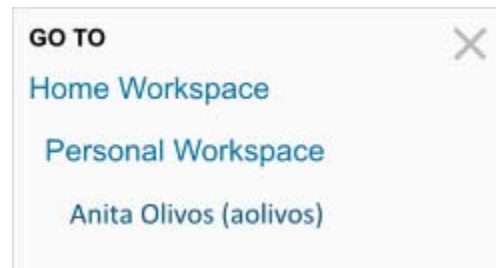 GO TO
Home Workspace
Personal Workspace
Anita Olivos (aolivos)